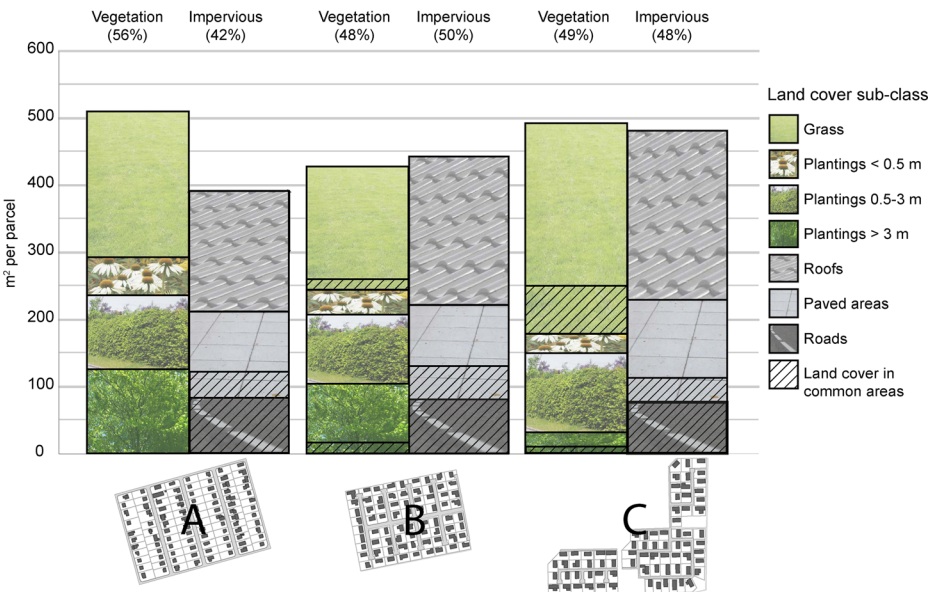 Vegetation
(56%)
Impervious
(42%)
Vegetation
(48%)
Impervious
(50%)
Vegetation
(49%)
Impervious
(48%)
m² per parcel
600
500
400
300
200
100
0
Land cover sub-class
Grass
Plantings < 0.5 m
Plantings 0.5-3 m
Plantings > 3 m
Roofs
Paved areas
Roads
Land cover in
common areas
A
B
C